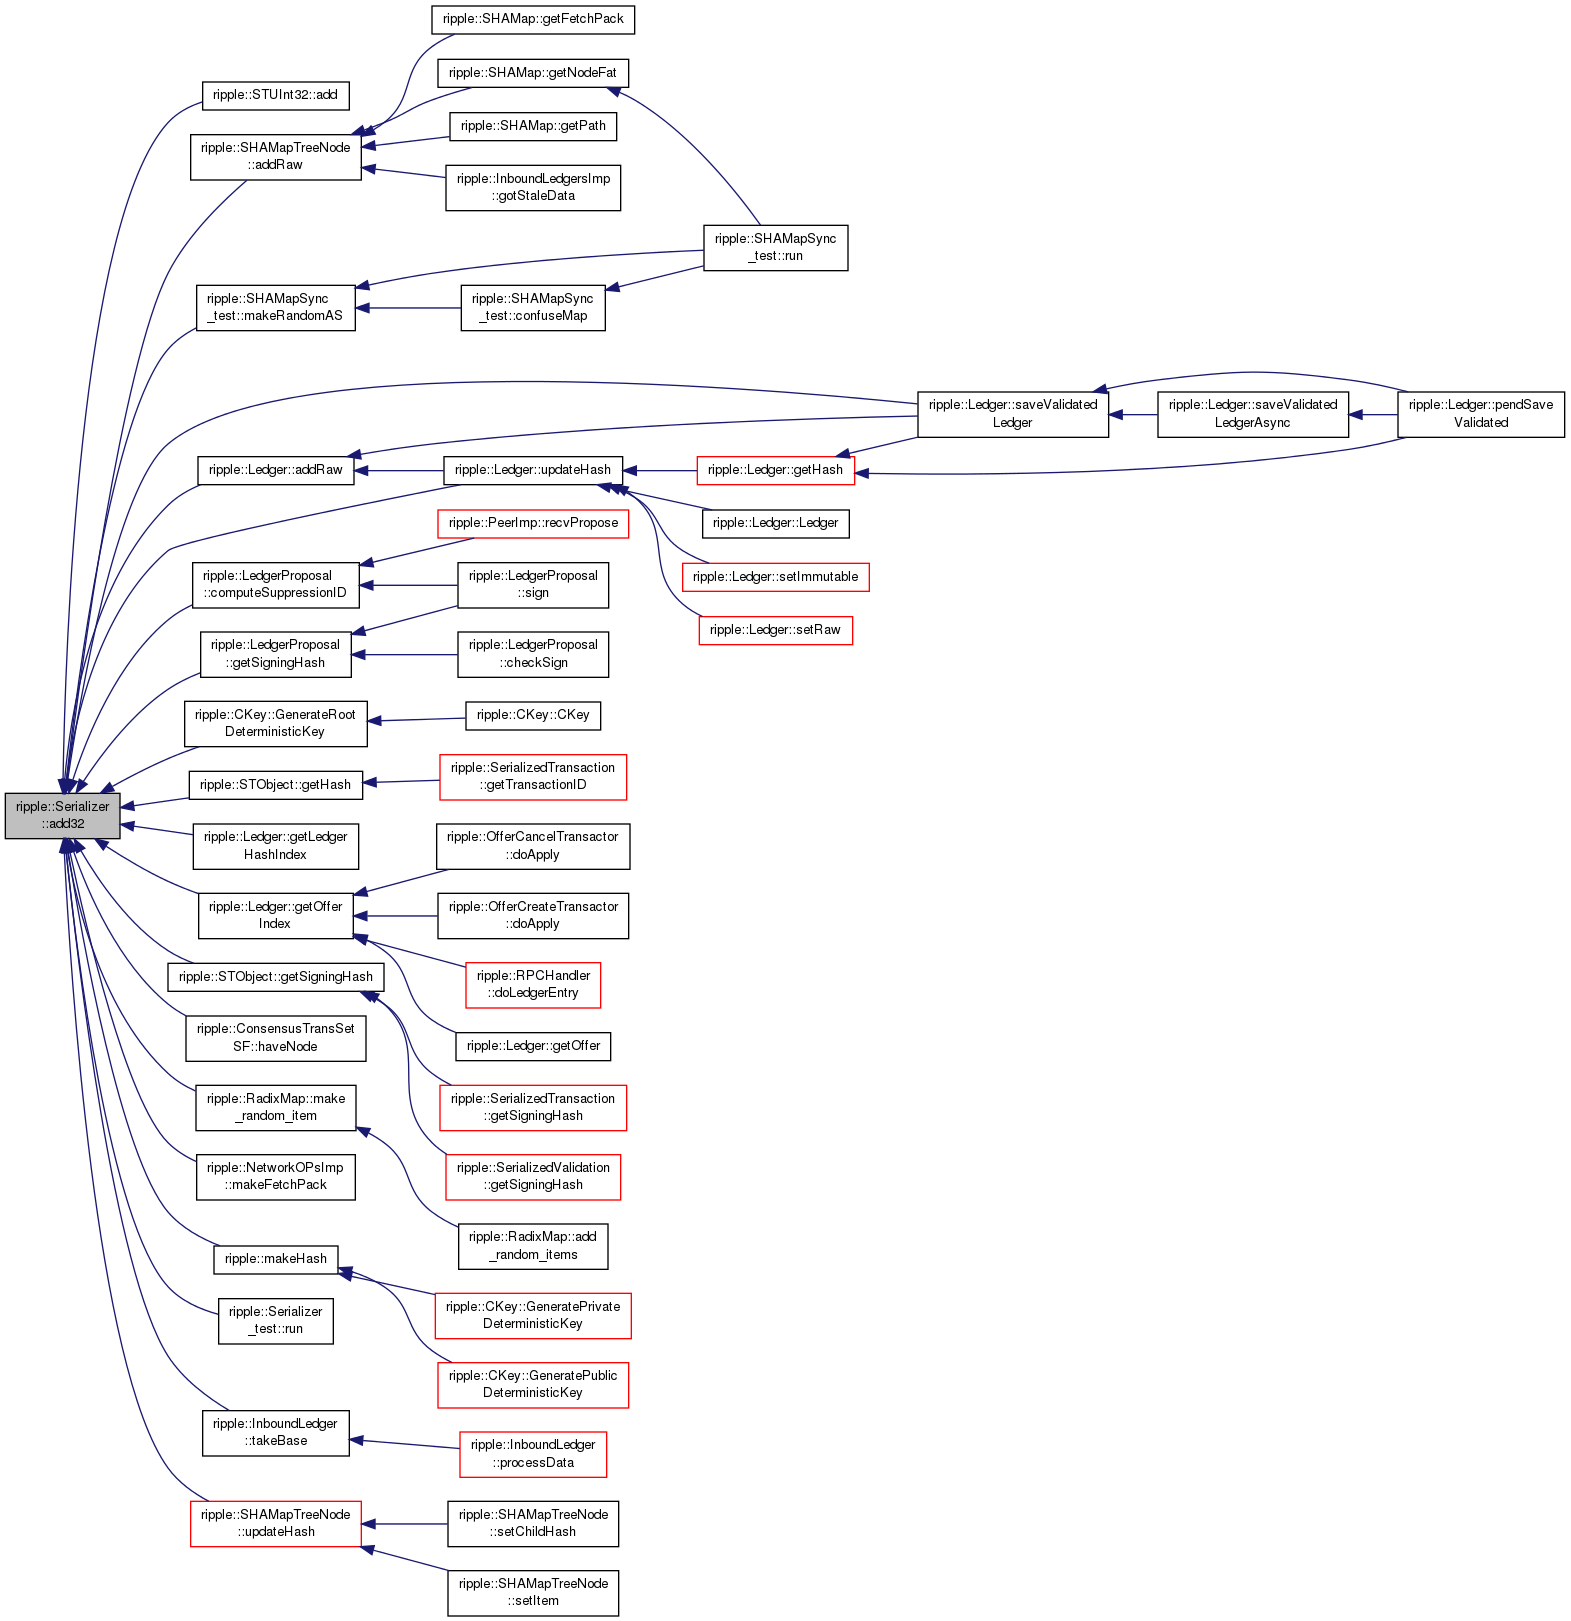 ripple::SHAMap::getFetchPack
ripple::SHAMap::getNodeFat
ripple::STUInt32::add
ripple::SHAMap::getPath
ripple::SHAMapTreeNode
::addRaw
ripple::InboundLedgersImp
::gotStaleData
ripple::SHAMapSync
_test::run
ripple::SHAMapSync
_test::makeRandomAS
ripple::SHAMapSync
_test::confuseMap
ripple::Ledger::saveValidated
Ledger
ripple::Ledger::saveValidated
LedgerAsync
ripple::Ledger::pendSave
Validated
ripple::Ledger::addRaw
ripple::Ledger::updateHash
ripple::Ledger::getHash
ripple::PeerImp::recvPropose
ripple::Ledger::Ledger
ripple::LedgerProposal
::computeSuppressionID
ripple::LedgerProposal
::sign
ripple::Ledger::setImmutable
ripple::Ledger::setRaw
ripple::LedgerProposal
::getSigningHash
ripple::LedgerProposal
::checkSign
ripple::CKey::GenerateRoot
DeterministicKey
ripple::CKey::CKey
ripple::STObject::getHash
ripple::SerializedTransaction
::getTransactionID
ripple::Serializer
::add32
ripple::Ledger::getLedger
HashIndex
ripple::OfferCancelTransactor
::doApply
ripple::Ledger::getOffer
Index
ripple::OfferCreateTransactor
::doApply
ripple::STObject::getSigningHash
ripple::RPCHandler
::doLedgerEntry
ripple::ConsensusTransSet
SF::haveNode
ripple::Ledger::getOffer
ripple::RadixMap::make
_random_item
ripple::SerializedTransaction
::getSigningHash
ripple::NetworkOPsImp
::makeFetchPack
ripple::SerializedValidation
::getSigningHash
ripple::RadixMap::add
_random_items
ripple::makeHash
ripple::CKey::GeneratePrivate
DeterministicKey
ripple::Serializer
_test::run
ripple::CKey::GeneratePublic
DeterministicKey
ripple::InboundLedger
::takeBase
ripple::InboundLedger
::processData
ripple::SHAMapTreeNode
::updateHash
ripple::SHAMapTreeNode
::setChildHash
ripple::SHAMapTreeNode
::setItem